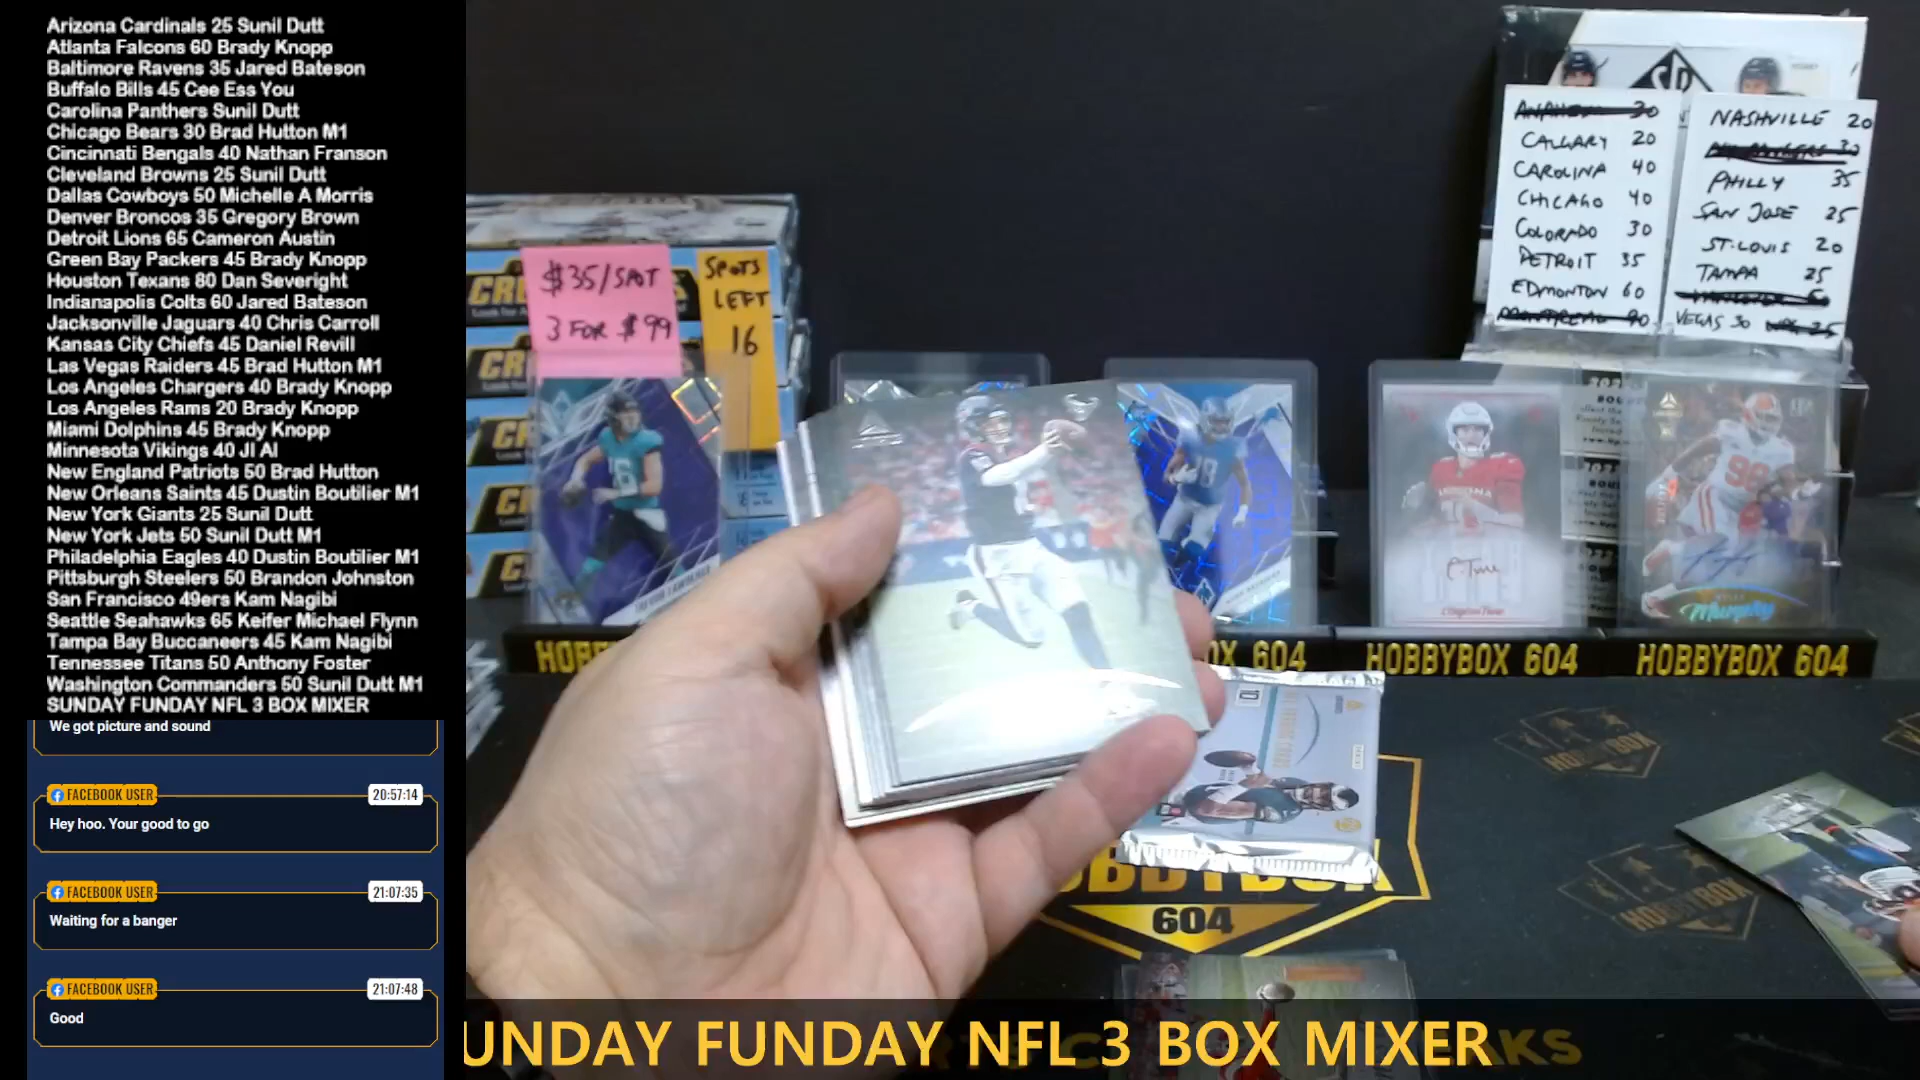 Arizona Cardinals 25 Sunil Dutt
Atlanta Falcons 60 Brady Knopp
Baltimore Ravens 35 Jared Bateson
Buffalo Bills 45 Cee Ess You
Carolina Panthers Sunil Dutt
Chicago Bears 30 Brad Hutton M1
Cincinnati Bengals 40 Nathan Franson
Cleveland Browns 25 Sunil Dutt
Dallas Cowboys 50 Michelle A Morris
Denver Broncos 35 Gregory Brown
Detroit Lions 65 Cameron Austin
Green Bay Packers 45 Brady Knopp
Houston Texans 80 Dan Severight
Indianapolis Colts 60 Jared Bateson
Jacksonville Jaguars 40 Chris Carroll
Kansas City Chiefs 45 Daniel Revill
Las Vegas Raiders 45 Brad Hutton M1
Los Angeles Chargers 40 Brady Knopp
Los Angeles Rams 20 Brady Knopp
Miami Dolphins 45 Brady Knopp
Minnesota Vikings 40 JI AI
New England Patriots 50 Brad Hutton
New Orleans Saints 45 Dustin Boutilier M1
New York Giants 25 Sunil Dutt
New York Jets 50 Sunil Dutt M1
Philadelphia Eagles 40 Dustin Boutilier M1
Pittsburgh Steelers 50 Brandon Johnston
San Francisco 49ers Kam Nagibi
Seattle Seahawks 65 Keifer Michael Flynn
Tampa Bay Buccaneers 45 Kam Nagibi
Tennessee Titans 50 Anthony Foster
Washington Commanders 50 Sunil Dutt M1
SUNDAY FUNDAY NFL 3 BOX MIXER
We got picture and sound
FACEBOOK USER 20:57:14
Hey hoo. Your good to go
FACEBOOK USER 21:07:35
Waiting for a banger
FACEBOOK USER 21:07:48
Good
$35/SPOT
3 FOR $99
SPOTS
LEFT
16
CALGARY 20
CAROLINA 40
CHICAGO 40
COLORADO 30
DETROIT 35
EDMONTON 60
NASHVILLE 20
PHILLY 35
SAN JOSE 25
ST. LOUIS 20
TAMPA 25
VEGAS 30
Murphy
BOX 604
HOBBYBOX 604
HOBBYBOX 604
604
HOBBYBOX
UNDAY FUNDAY NFL 3 BOX MIXER